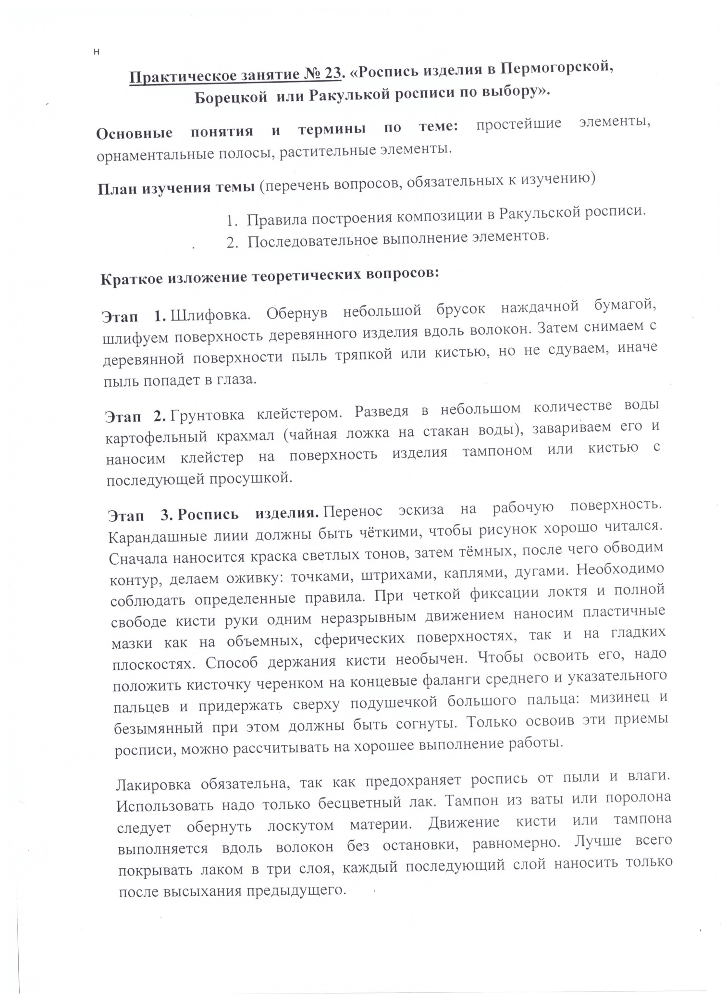 н
Практическое занятие № 23. «Роспись изделия в Пермогорской,
Борецкой или Ракулькой росписи по выбору».
Основные понятия и термины по теме: простейшие элементы,
орнаментальные полосы, растительные элементы.
План изучения темы (перечень вопросов, обязательных к изучению)
1. Правила построения композиции в Ракульской росписи.
2. Последовательное выполнение элементов.
Краткое изложение теоретических вопросов:
Этап 1. Шлифовка. Обернув небольшой брусок наждачной бумагой,
шлифуем поверхность деревянного изделия вдоль волокон. Затем снимаем с
деревянной поверхности пыль тряпкой или кистью, но не сдуваем, иначе
пыль попадет в глаза.
Этап 2. Грунтовка клейстером. Разведя в небольшом количестве воды
картофельный крахмал (чайная ложка на стакан воды), завариваем его и
наносим клейстер на поверхность изделия тампоном или кистью с
последующей просушкой.
Этап 3. Роспись изделия. Перенос эскиза на рабочую поверхность.
Карандашные лиии должны быть чёткими, чтобы рисунок хорошо читался.
Сначала наносится краска светлых тонов, затем тёмных, после чего обводим
контур, делаем оживку: точками, штрихами, каплями, дугами. Необходимо
соблюдать определенные правила. При четкой фиксации локтя и полной
свободе кисти руки одним неразрывным движением наносим пластичные
мазки как на объемных, сферических поверхностях, так и на гладких
плоскостях. Способ держания кисти необычен. Чтобы освоить его, надо
положить кисточку черенком на концевые фаланги среднего и указательного
пальцев и придержать сверху подушечкой большого пальца: мизинец и
безымянный при этом должны быть согнуты. Только освоив эти приемы
росписи, можно рассчитывать на хорошее выполнение работы.
Лакировка обязательна, так как предохраняет роспись от пыли и влаги.
Использовать надо только бесцветный лак. Тампон из ваты или поролона
следует обернуть лоскутом материи. Движение кисти или тампона
выполняется вдоль волокон без остановки, равномерно. Лучше всего
покрывать лаком в три слоя, каждый последующий слой наносить только
после высыхания предыдущего.